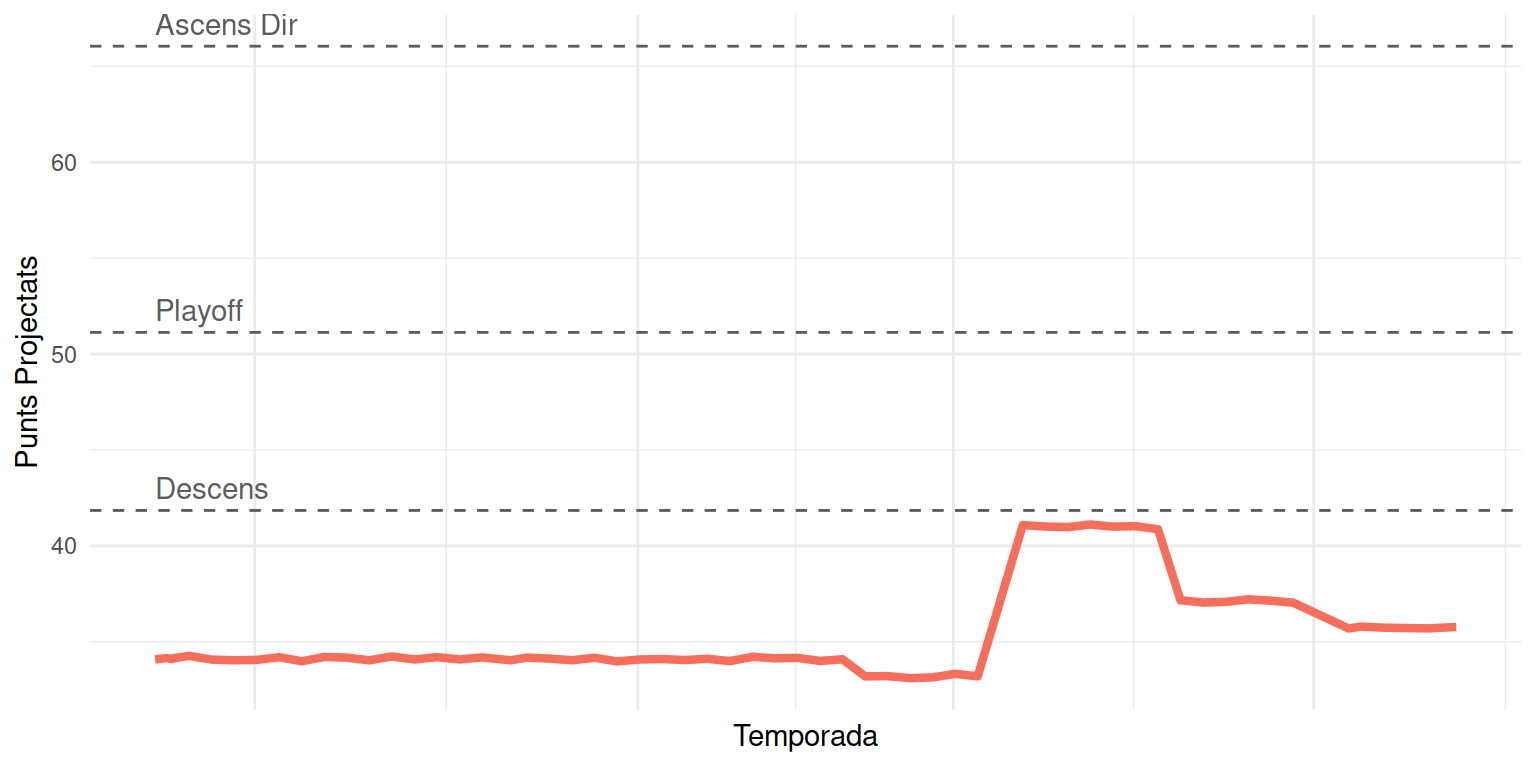 Ascens Dir
60
Playoff
50
Descens
40
Punts Projectats
Temporada